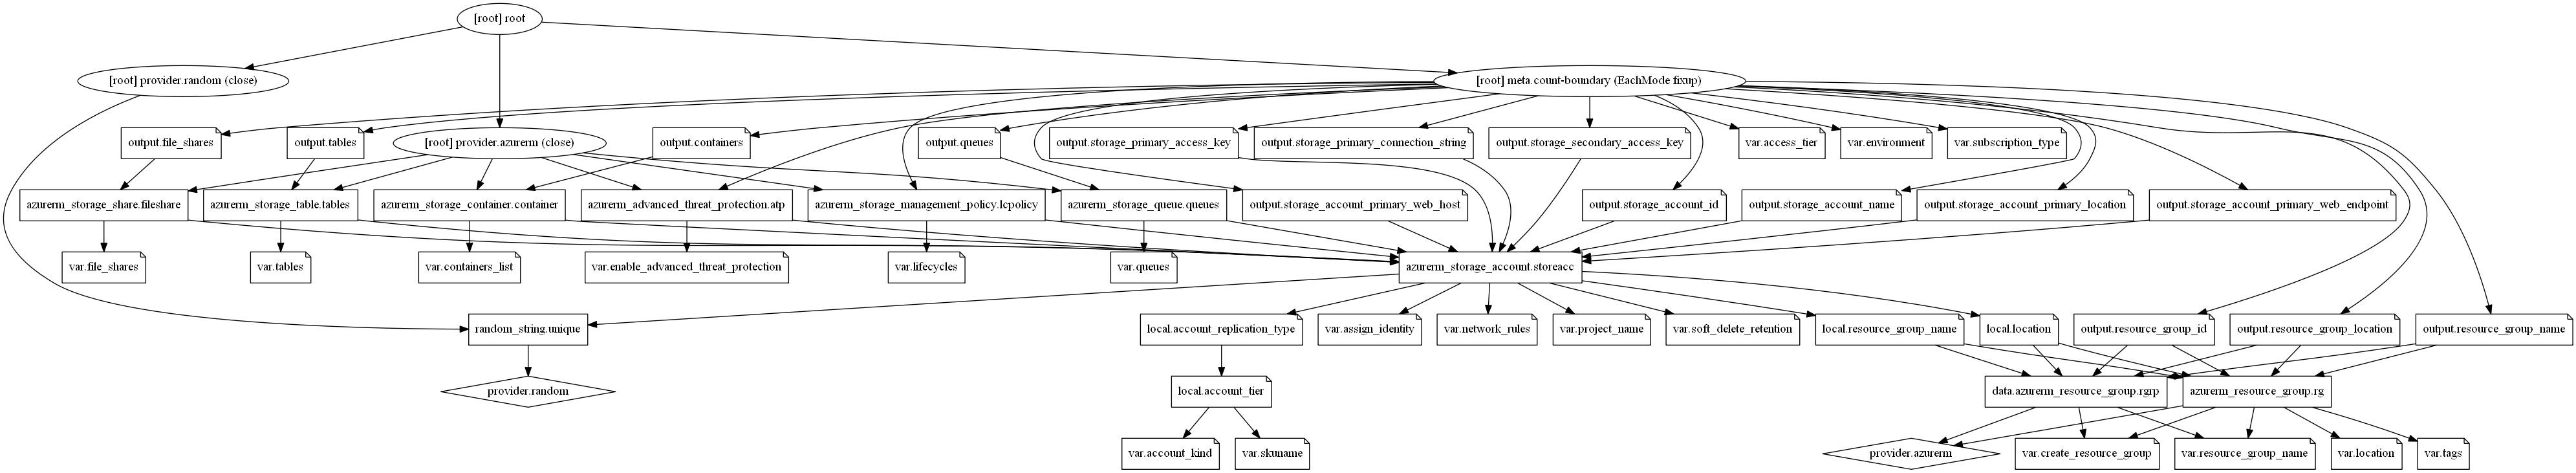 [root] root
[root] provider.random (close)
[root] meta.count-boundary (EachMode fixup)
output.file_shares
output.tables
[root] provider.azurerm (close)
output.containers
output.queues
output.storage_primary_access_key
output.storage_primary_connection_string
output.storage_secondary_access_key
var.access_tier
var.environment
var.subscription_type
azurerm_storage_share.fileshare
azurerm_storage_table.tables
azurerm_storage_container.container
azurerm_advanced_threat_protection.atp
azurerm_storage_management_policy.lcpolicy
azurerm_storage_queue.queues
output.storage_account_primary_web_host
output.storage_account_id
output.storage_account_name
output.storage_account_primary_location
output.storage_account_primary_web_endpoint
var.file_shares
var.tables
var.containers_list
var.enable_advanced_threat_protection
var.lifecycles
var.queues
azurerm_storage_account.storeacc
random_string.unique
local.account_replication_type
var.assign_identity
var.network_rules
var.project_name
var.soft_delete_retention
local.resource_group_name
local.location
output.resource_group_id
output.resource_group_location
output.resource_group_name
provider.random
local.account_tier
data.azurerm_resource_group.rgrp
azurerm_resource_group.rg
var.account_kind
var.skuname
provider.azurerm
var.create_resource_group
var.resource_group_name
var.location
var.tags